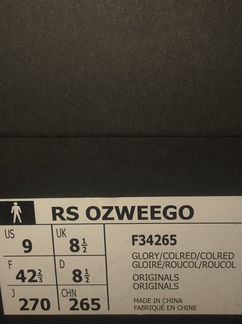 RS OZWEEGO
US 9 UK 8½
F 42⅔ D 8½
J 270 CHN 265
F34265
GLORY/COLRED/COLRED
GLOIRE/ROUCOL/ROUCOL
ORIGINALS
ORIGINALS
MADE IN CHINA
FABRIQUÉ EN CHINE